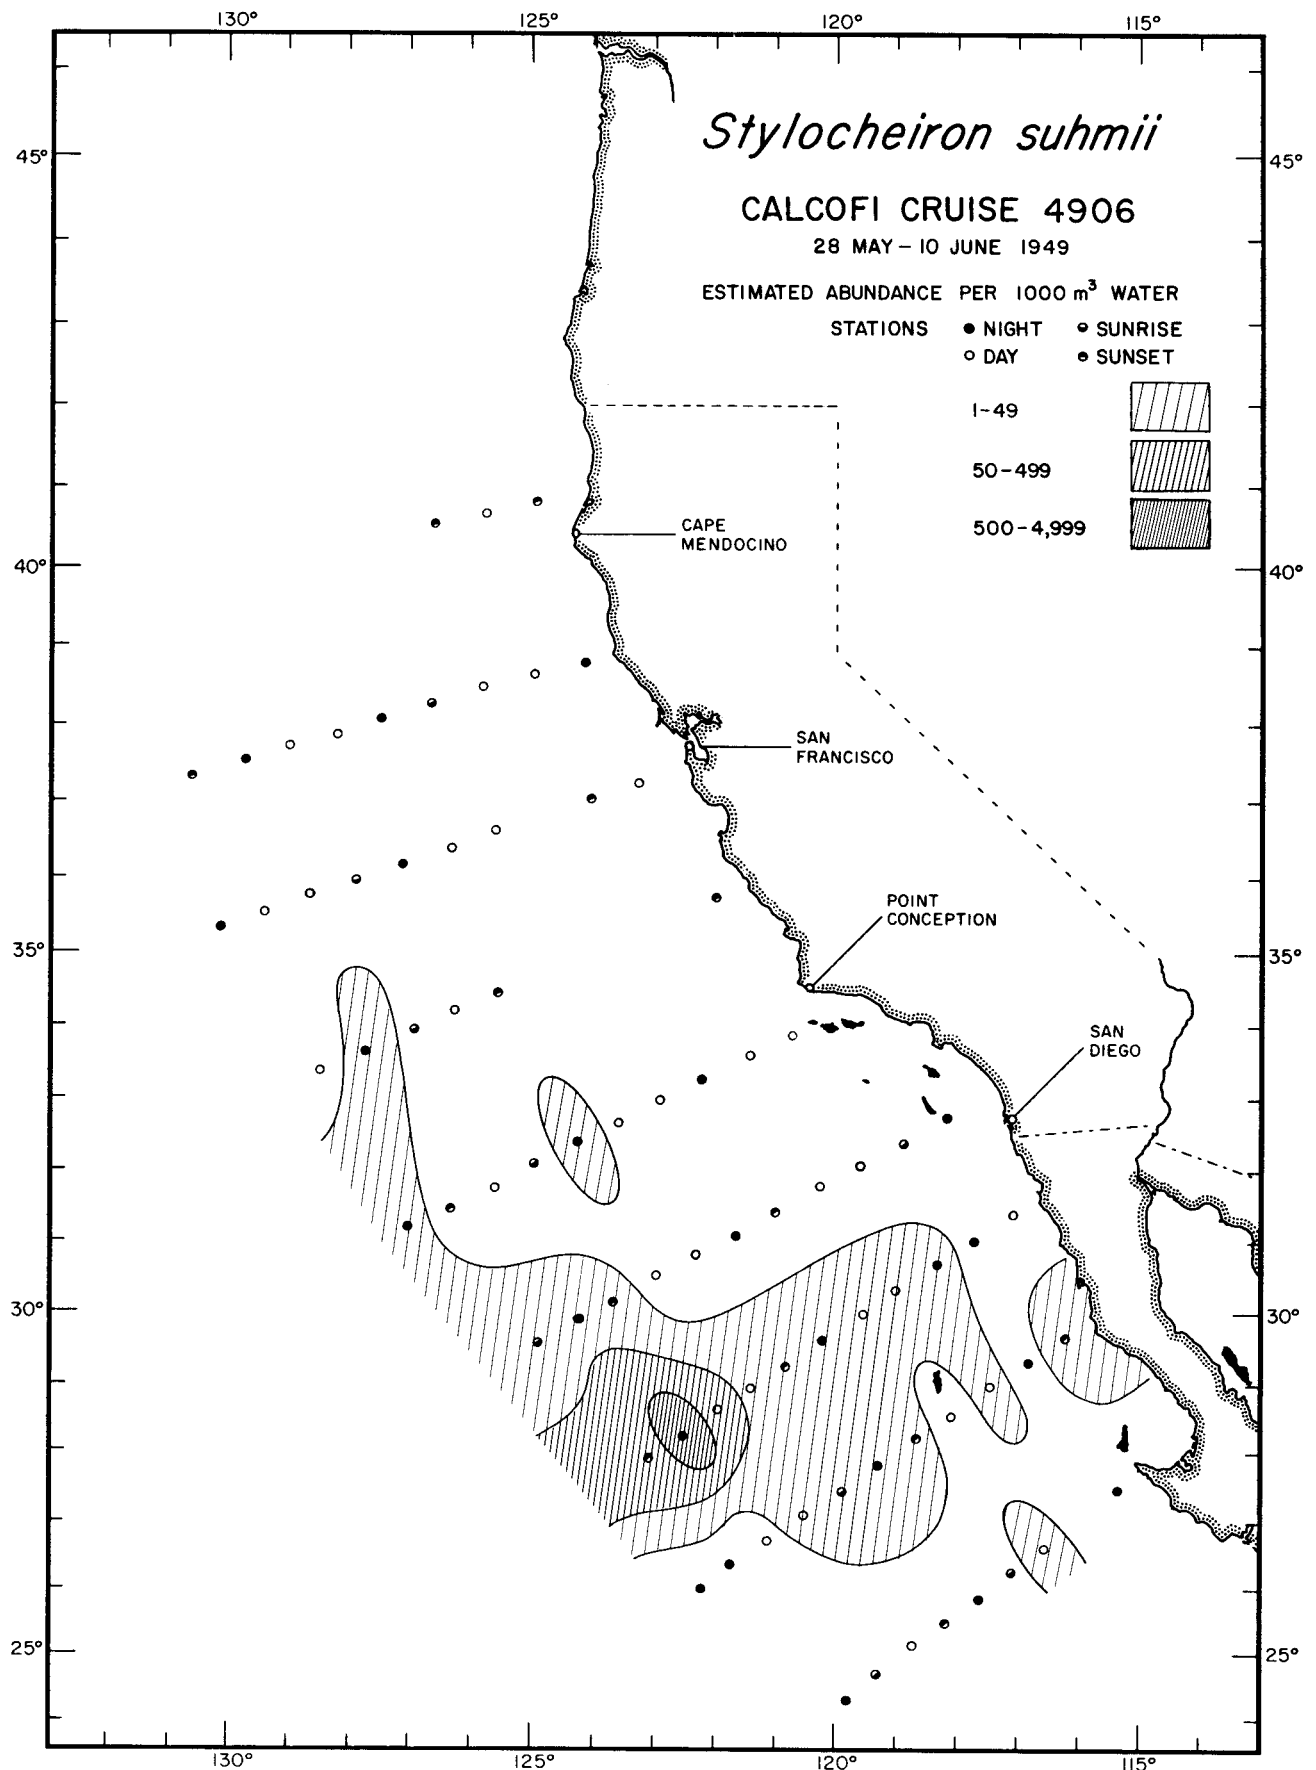 130° 125° 120° 115°
Stylocheiron suhmii
CALCOFI CRUISE 4906
28 MAY – 10 JUNE 1949
ESTIMATED ABUNDANCE PER 1000 m³ WATER
STATIONS ● NIGHT ◒ SUNRISE
○ DAY ◓ SUNSET
1-49
50-499
500-4,999
45° 45°
CAPE
MENDOCINO
40° 40°
SAN
FRANCISCO
POINT
CONCEPTION
35° 35°
SAN
DIEGO
30° 30°
25° 25°
130° 125° 120° 115°